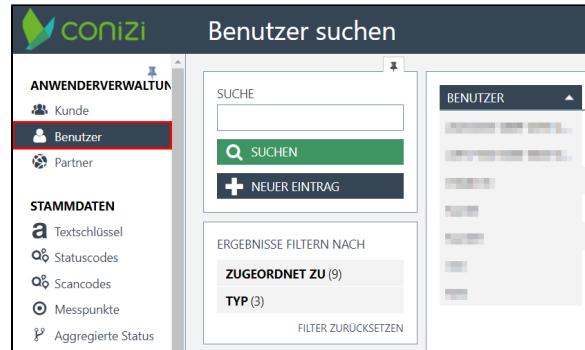 conizi
Benutzer suchen
ANWENDERVERWALTUN
Kunde
Benutzer
Partner
STAMMDATEN
Textschlüssel
Statuscodes
Scancodes
Messpunkte
Aggregierte Status
SUCHE
SUCHEN
NEUER EINTRAG
ERGEBNISSE FILTERN NACH
ZUGEORDNET ZU (9)
TYP (3)
FILTER ZURÜCKSETZEN
BENUTZER